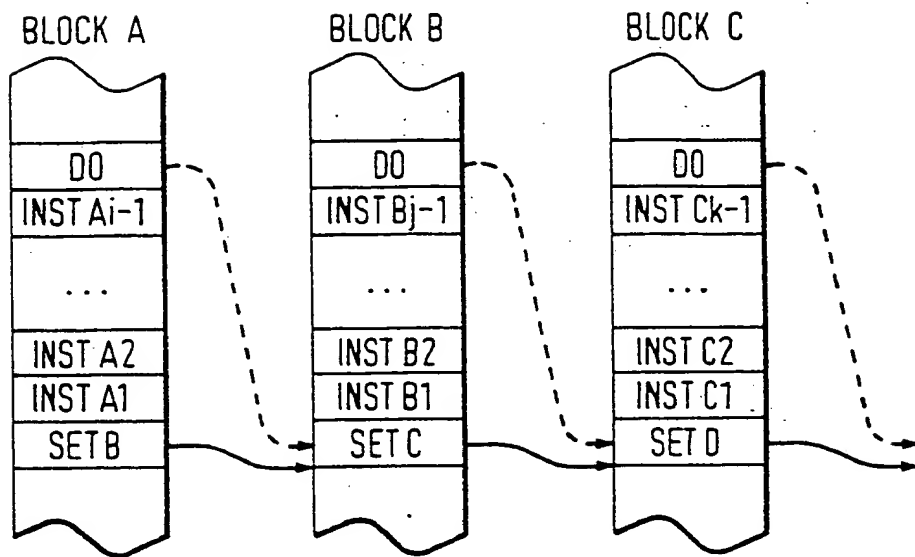 BLOCK A
DO
INST Ai-1
...
INST A2
INST A1
SET B
BLOCK B
DO
INST Bj-1
...
INST B2
INST B1
SET C
BLOCK C
DO
INST Ck-1
...
INST C2
INST C1
SET D